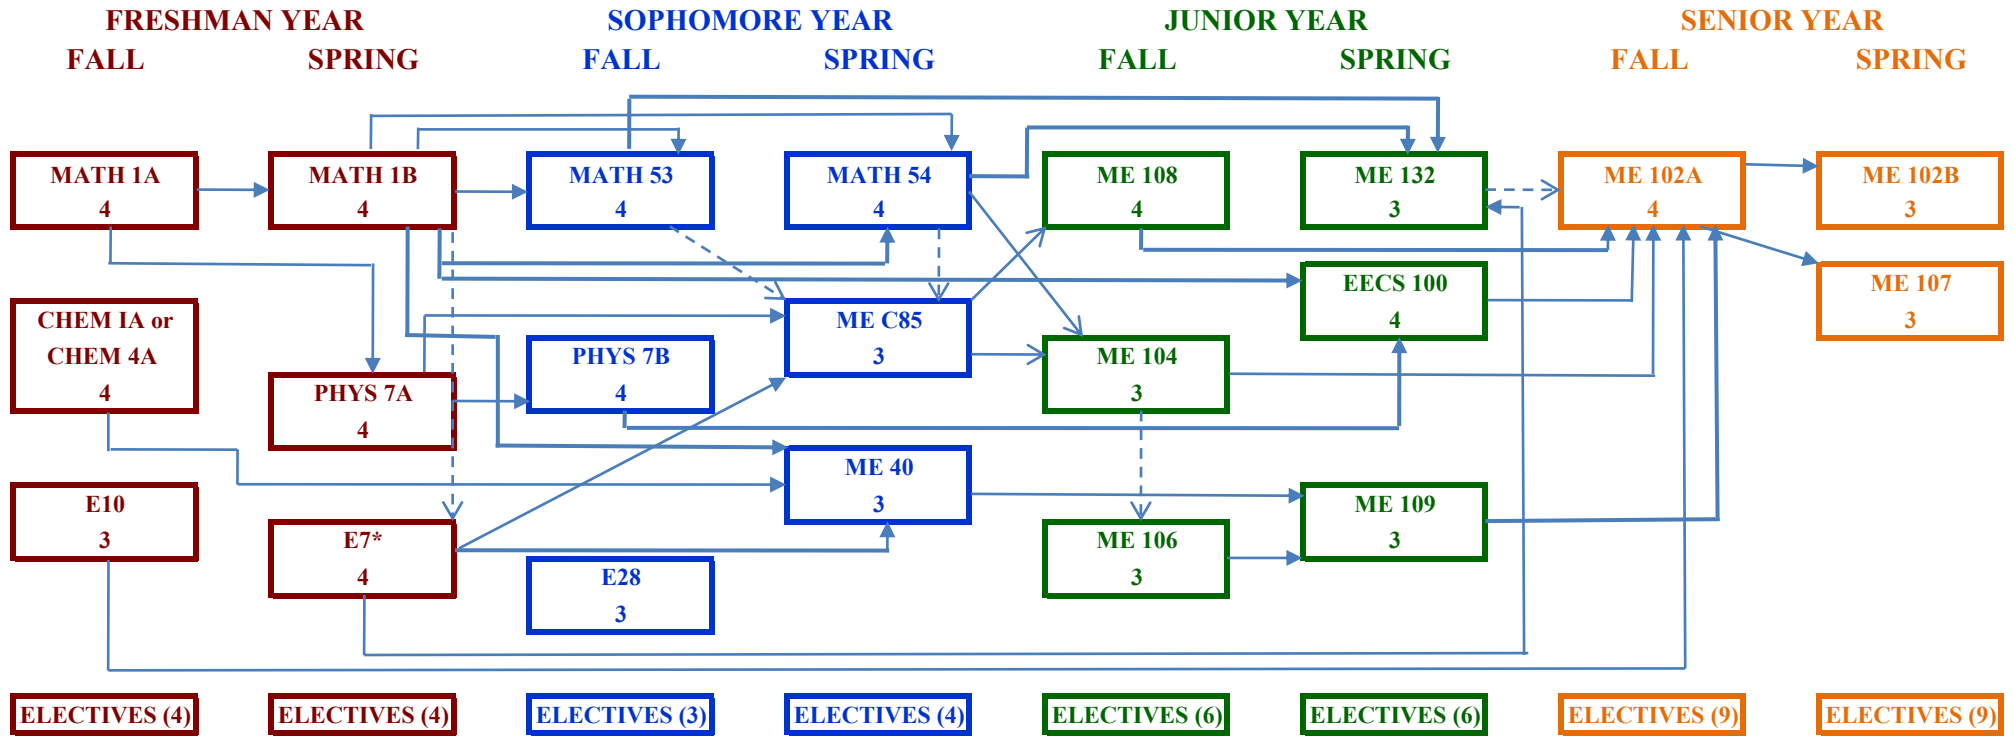 FRESHMAN YEAR
FALL
SPRING
SOPHOMORE YEAR
FALL
SPRING
JUNIOR YEAR
FALL
SPRING
SENIOR YEAR
FALL
SPRING
MATH 1A
4
CHEM IA or
CHEM 4A
4
E10
3
ELECTIVES (4)
MATH 1B
4
PHYS 7A
4
E7*
4
ELECTIVES (4)
MATH 53
4
PHYS 7B
4
E28
3
ELECTIVES (3)
MATH 54
4
ME C85
3
ME 40
3
ELECTIVES (4)
ME 108
4
ME 104
3
ME 106
3
ELECTIVES (6)
ME 132
3
EECS 100
4
ME 109
3
ELECTIVES (6)
ME 102A
4
ELECTIVES (9)
ME 102B
3
ME 107
3
ELECTIVES (9)